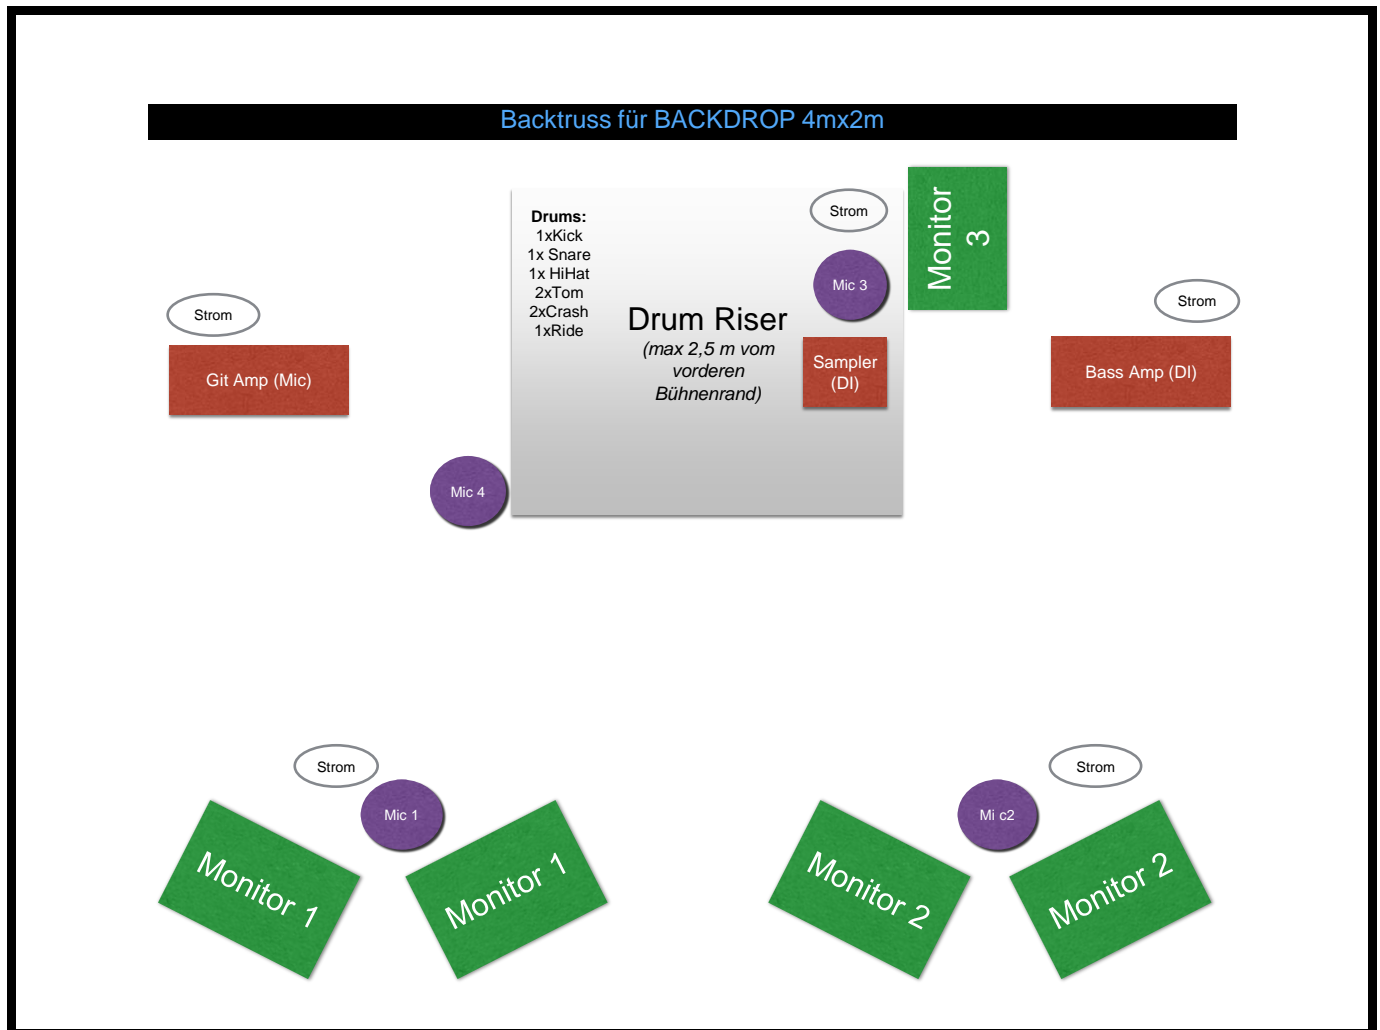 Backtruss für BACKDROP 4mx2m
Drums:
1xKick
1x Snare
1x HiHat
2xTom
2xCrash
1xRide
Drum Riser
(max 2,5 m vom
vorderen
Bühnenrand)
Strom
Mic 3
Sampler
(DI)
Monitor
3
Strom
Git Amp (Mic)
Strom
Bass Amp (DI)
Mic 4
Strom
Mic 1
Monitor 1
Monitor 1
Strom
Mi c2
Monitor 2
Monitor 2